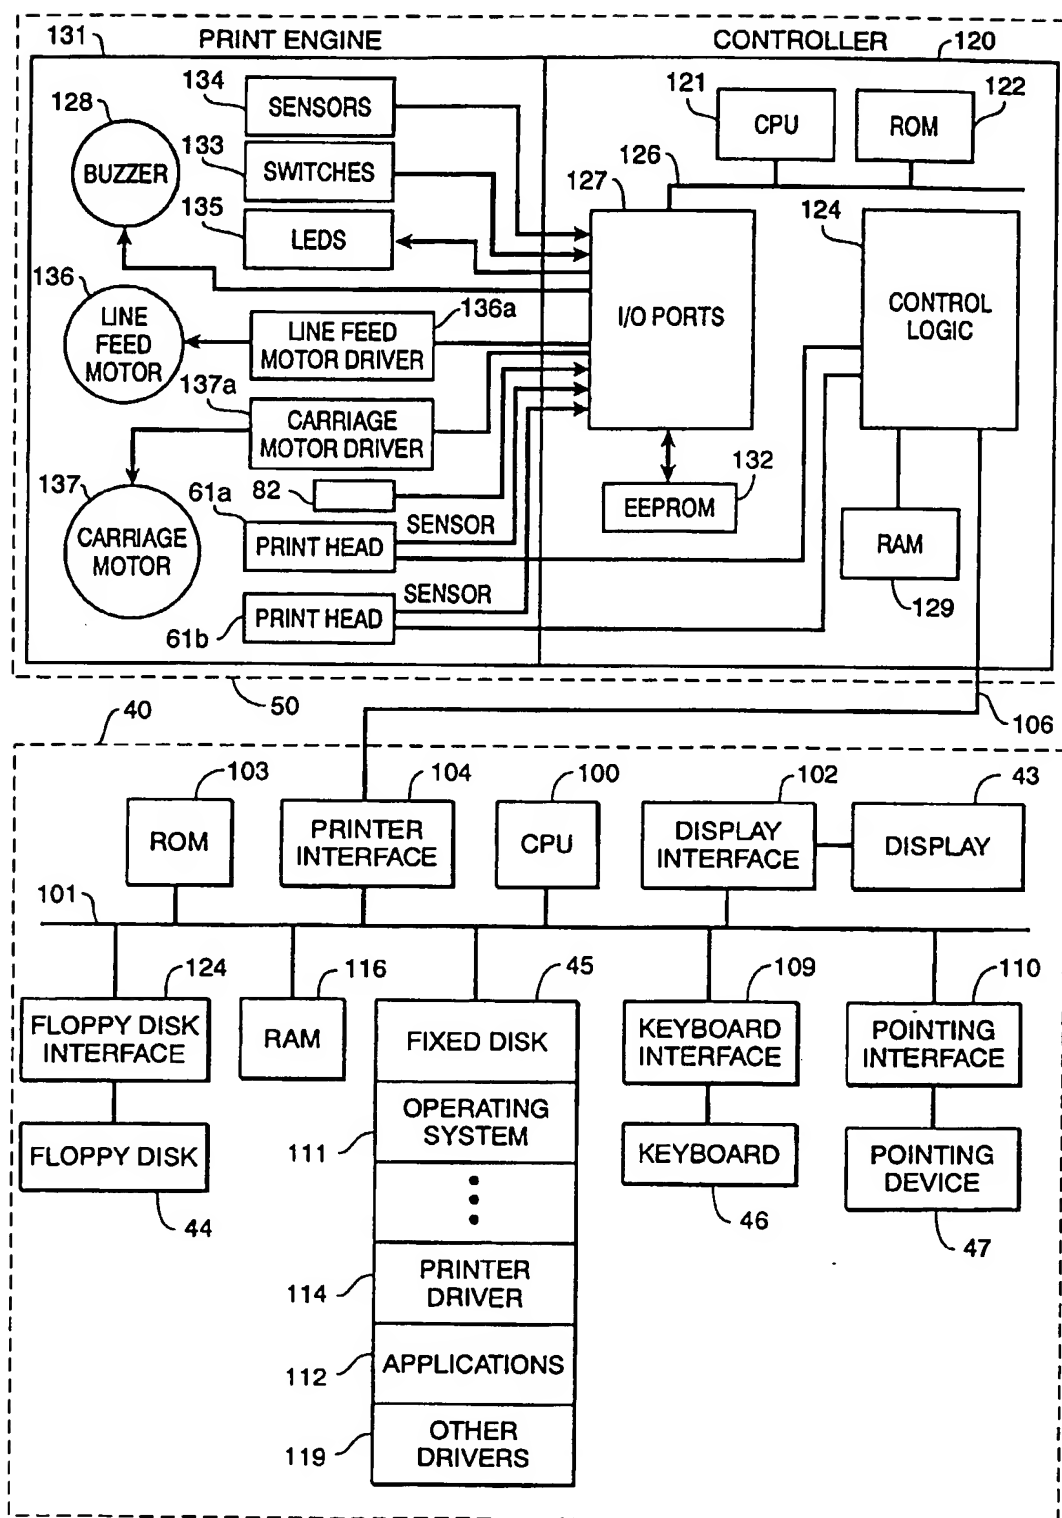 131
PRINT ENGINE
CONTROLLER
120
128
BUZZER
134
SENSORS
133
SWITCHES
135
LEDS
136
LINE
FEED
MOTOR
136a
LINE FEED
MOTOR DRIVER
137a
CARRIAGE
MOTOR DRIVER
137
CARRIAGE
MOTOR
82
61a
PRINT HEAD
SENSOR
61b
PRINT HEAD
SENSOR
121
CPU
122
ROM
126
127
I/O PORTS
124
CONTROL
LOGIC
132
EEPROM
RAM
129
50
106
40
103
ROM
104
PRINTER
INTERFACE
100
CPU
102
DISPLAY
INTERFACE
43
DISPLAY
101
124
FLOPPY DISK
INTERFACE
FLOPPY DISK
44
116
RAM
45
FIXED DISK
OPERATING
SYSTEM
111
PRINTER
DRIVER
114
APPLICATIONS
112
OTHER
DRIVERS
119
109
KEYBOARD
INTERFACE
KEYBOARD
46
110
POINTING
INTERFACE
POINTING
DEVICE
47